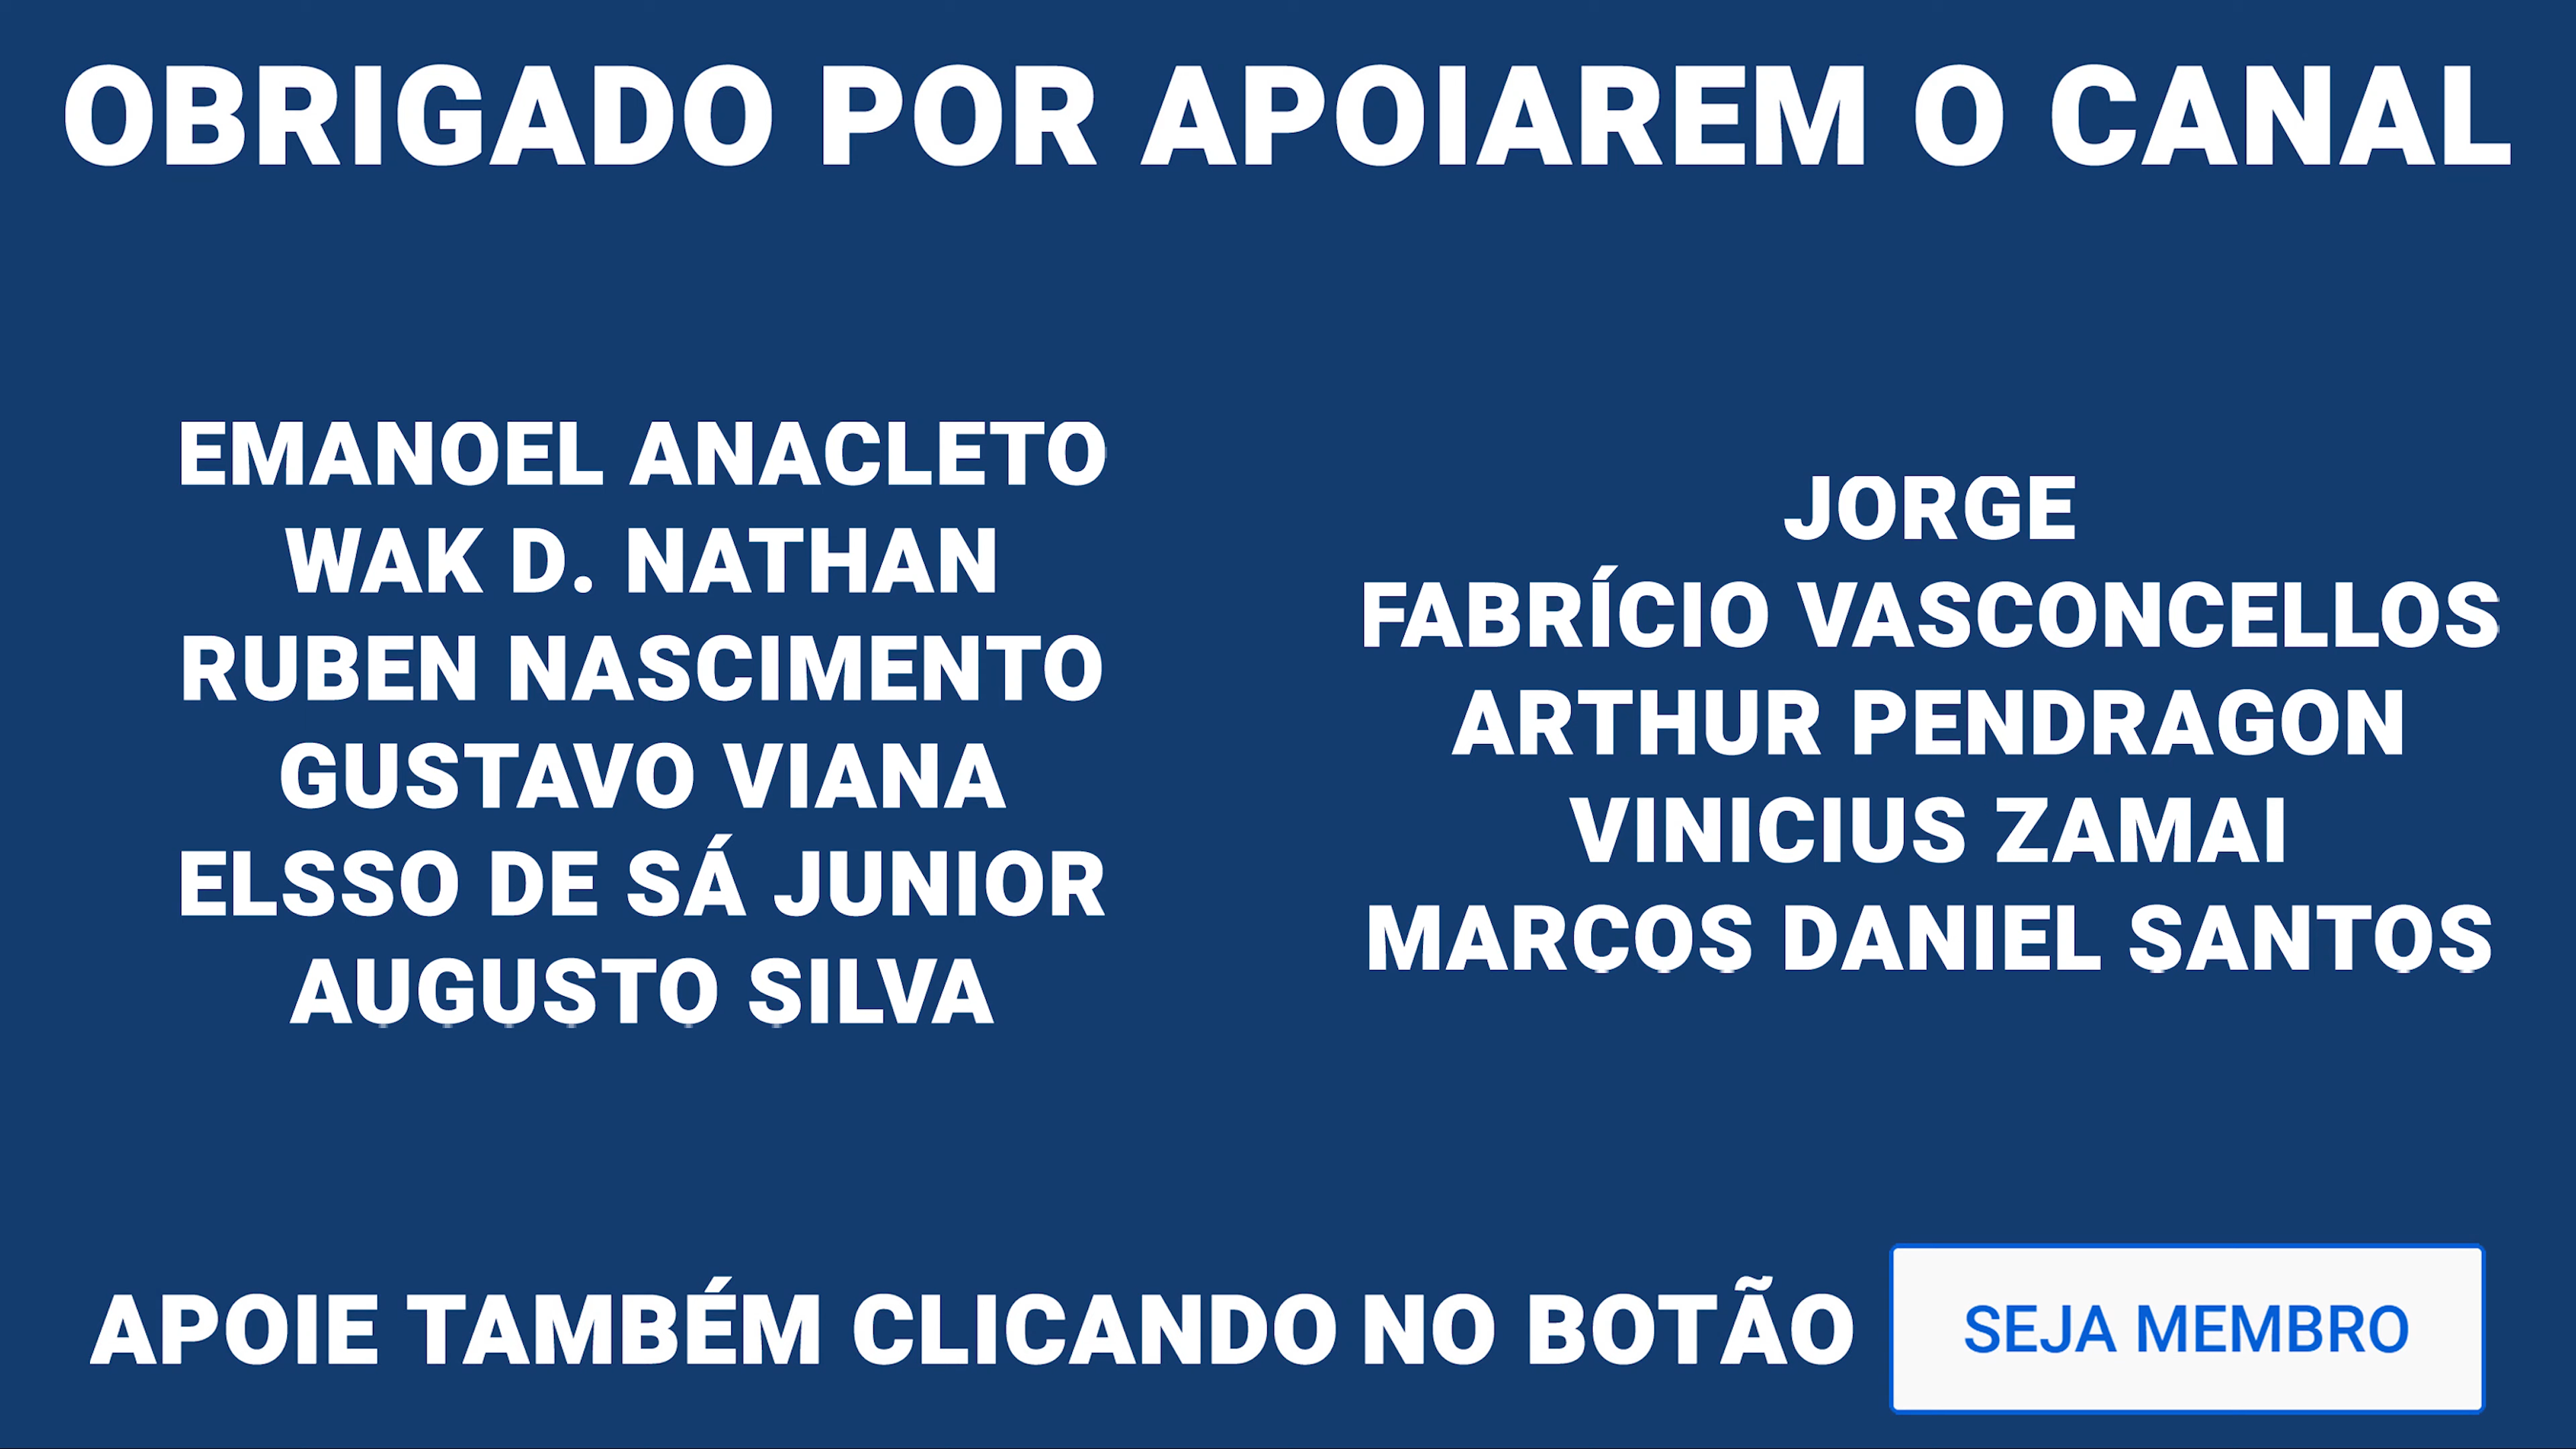 OBRIGADO POR APOIAREM O CANAL
EMANOEL ANACLETO
WAK D. NATHAN
RUBEN NASCIMENTO
GUSTAVO VIANA
ELSSO DE SÁ JUNIOR
AUGUSTO SILVA
JORGE
FABRÍCIO VASCONCELLOS
ARTHUR PENDRAGON
VINICIUS ZAMAI
MARCOS DANIEL SANTOS
APOIE TAMBÉM CLICANDO NO BOTÃO
SEJA MEMBRO